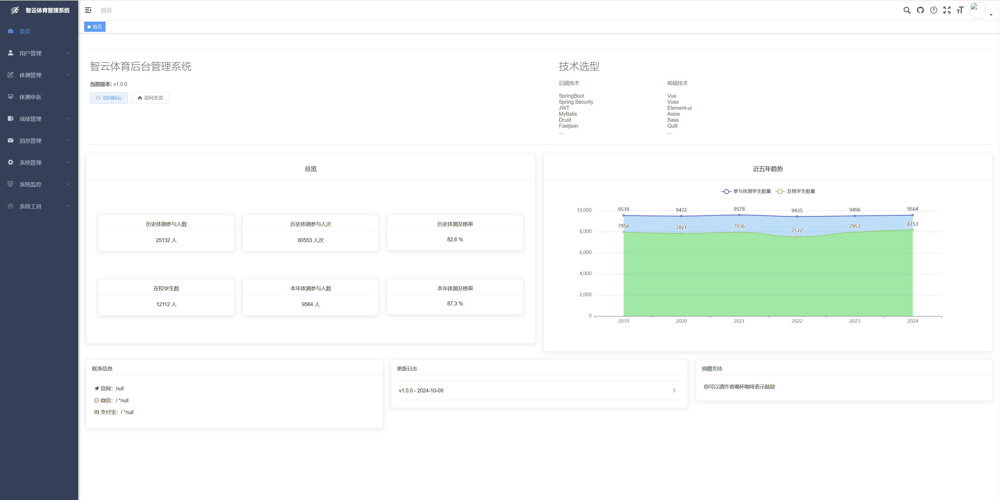 智云体育管理系统
首页
用户管理
体测管理
体测申诉
成绩管理
消息管理
系统管理
系统监控
系统工具
首页
首页
智云体育后台管理系统
当前版本: v1.0.0
访问码云 访问主页
技术选型
后端技术
SpringBoot
Spring Security
JWT
MyBatis
Druid
Fastjson
...
前端技术
Vue
Vuex
Element-ui
Axios
Sass
Quill
...
总览
历史体测参与人数
25132 人
历史体测参与人次
60553 人次
历史体测及格率
82.6 %
在校学生数
12112 人
本年体测参与人数
9564 人
本年体测及格率
87.3 %
近五年趋势
参与体测学生数量 及格学生数量
10,000
8,000
6,000
4,000
2,000
0
9539 9472 9578 9435 9496 9564
7956 7821 7936 7512 7953 8153
2019 2020 2021 2022 2023 2024
联系信息
官网：null
微信：/ *null
支付宝：/ *null
更新日志
v1.0.0 - 2024-10-09
捐赠支持
你可以请作者喝杯咖啡表示鼓励